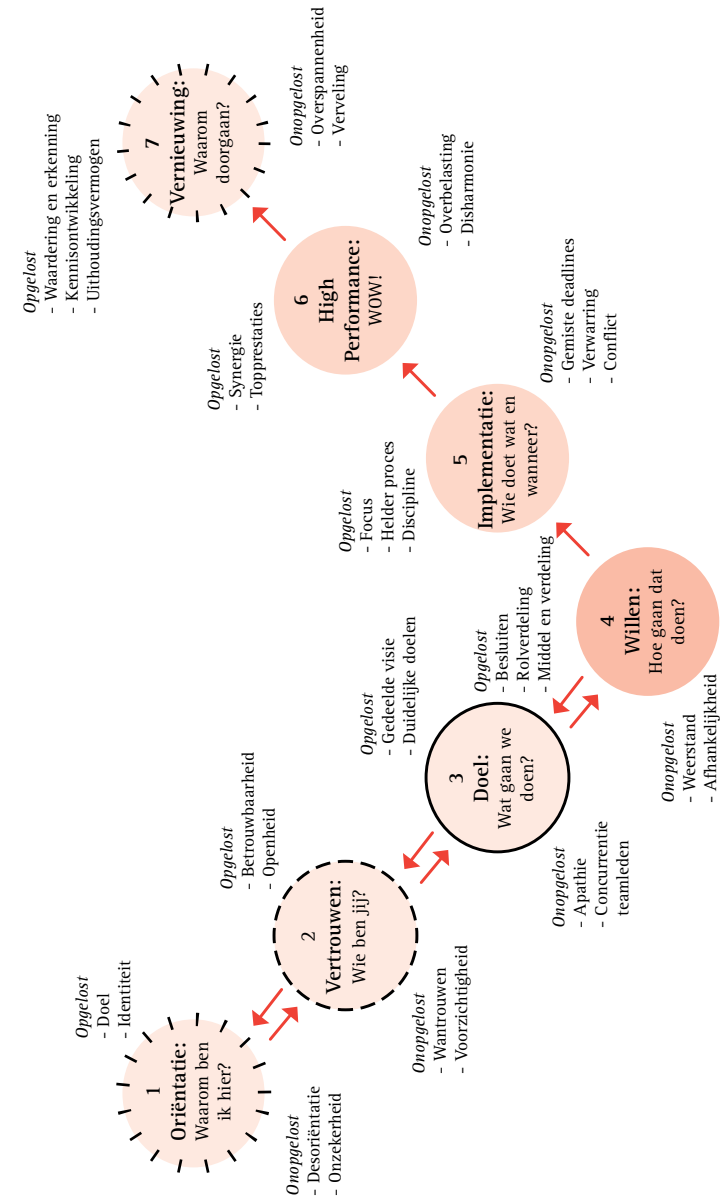 Opgelost
- Doel
- Identiteit
1
Oriëntatie:
Waarom ben
ik hier?
Onopgelost
- Desoriëntatie
- Onzekerheid
Opgelost
- Betrouwbaarheid
- Openheid
2
Vertrouwen:
Wie ben jij?
Onopgelost
- Wantrouwen
- Voorzichtigheid
Opgelost
- Gedeelde visie
- Duidelijke doelen
3
Doel:
Wat gaan we
doen?
Onopgelost
- Apathie
- Concurrentie
teamleden
Opgelost
- Besluiten
- Rolverdeling
- Middel en verdeling
4
Willen:
Hoe gaan dat
doen?
Onopgelost
- Weerstand
- Afhankelijkheid
Opgelost
- Focus
- Helder proces
- Discipline
5
Implementatie:
Wie doet wat en
wanneer?
Onopgelost
- Gemiste deadlines
- Verwarring
- Conflict
Opgelost
- Synergie
- Topprestaties
6
High
Performance:
WOW!
Onopgelost
- Overbelasting
- Disharmonie
Opgelost
- Waardering en erkenning
- Kennisontwikkeling
- Uithoudingsvermogen
7
Vernieuwing:
Waarom
doorgaan?
Onopgelost
- Overspannenheid
- Verveling